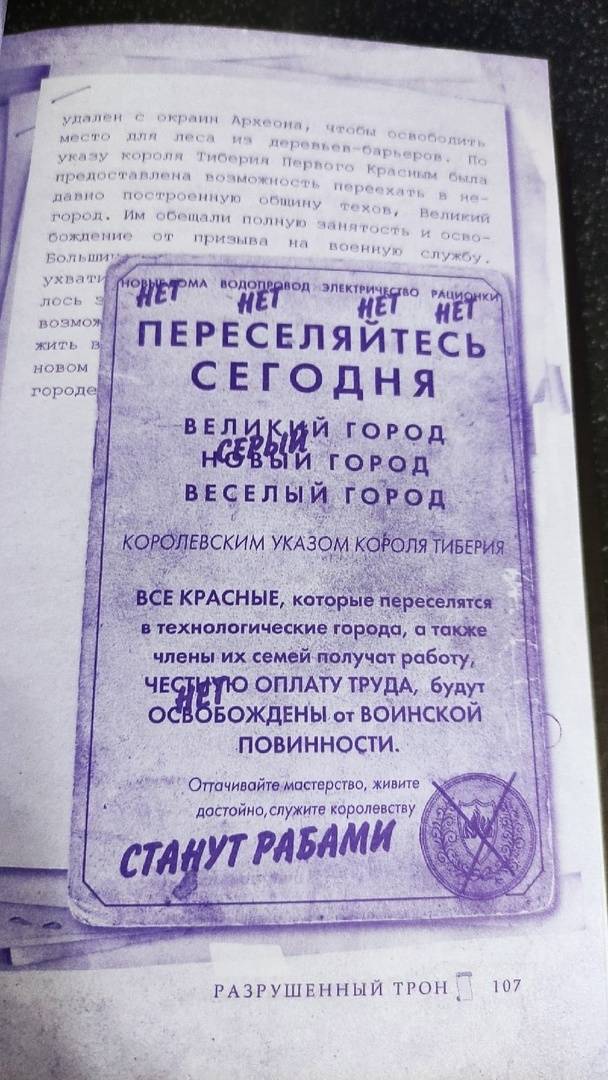 удален с окраин Археона, чтобы освободить
место для леса из деревьев-барьеров. По
указу короля Тиберия Первого Красным была
предоставлена возможность переехать в не-
давно построенную общину техов, Великий
город. Им обещали полную занятость и осво-
бождение от призыва на военную службу.
Больши
ухвати
лось з
возмож
жить в
новом
городе
НОВЫЕ ДОМА ВОДОПРОВОД ЭЛЕКТРИЧЕСТВО РАЦИОНКИ
НЕТ НЕТ НЕТ НЕТ
ПЕРЕСЕЛЯЙТЕСЬ
СЕГОДНЯ
ВЕЛИКИЙ ГОРОД
СЕРЫЙ
НОВЫЙ ГОРОД
ВЕСЕЛЫЙ ГОРОД
КОРОЛЕВСКИМ УКАЗОМ КОРОЛЯ ТИБЕРИЯ
ВСЕ КРАСНЫЕ, которые переселятся
в технологические города, а также
члены их семей получат работу,
ЧЕСТНУЮ ОПЛАТУ ТРУДА, будут
НЕТ
ОСВОБОЖДЕНЫ от ВОИНСКОЙ
ПОВИННОСТИ.
Оттачивайте мастерство, живите
достойно, служите королевству
СТАНУТ РАБАМИ
РАЗРУШЕННЫЙ ТРОН 107